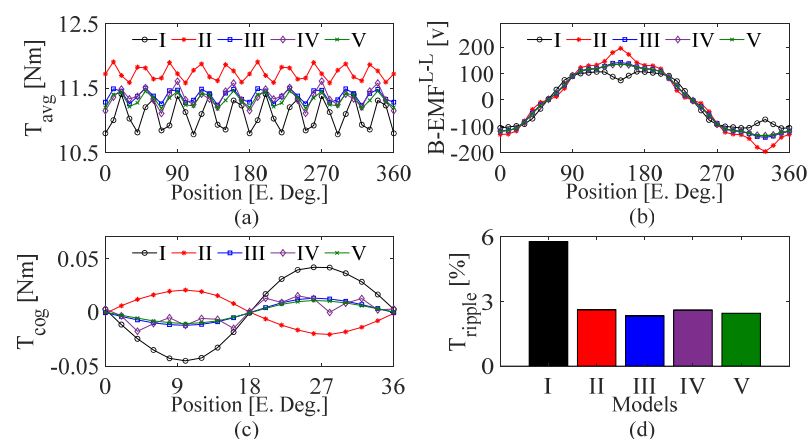 12.5
I II III IV V
11.5
10.5
T_avg [Nm]
0 90 180 270 360
Position [E. Deg.]
(a)
200
100
0
-100
-200
B-EMF^L-L [v]
I II III IV V
0 90 180 270 360
Position [E. Deg.]
(b)
0.05
0
-0.05
T_cog [Nm]
I II III IV V
0 9 18 27 36
Position [E. Deg.]
(c)
6
3
0
T_ripple [%]
I II III IV V
Models
(d)